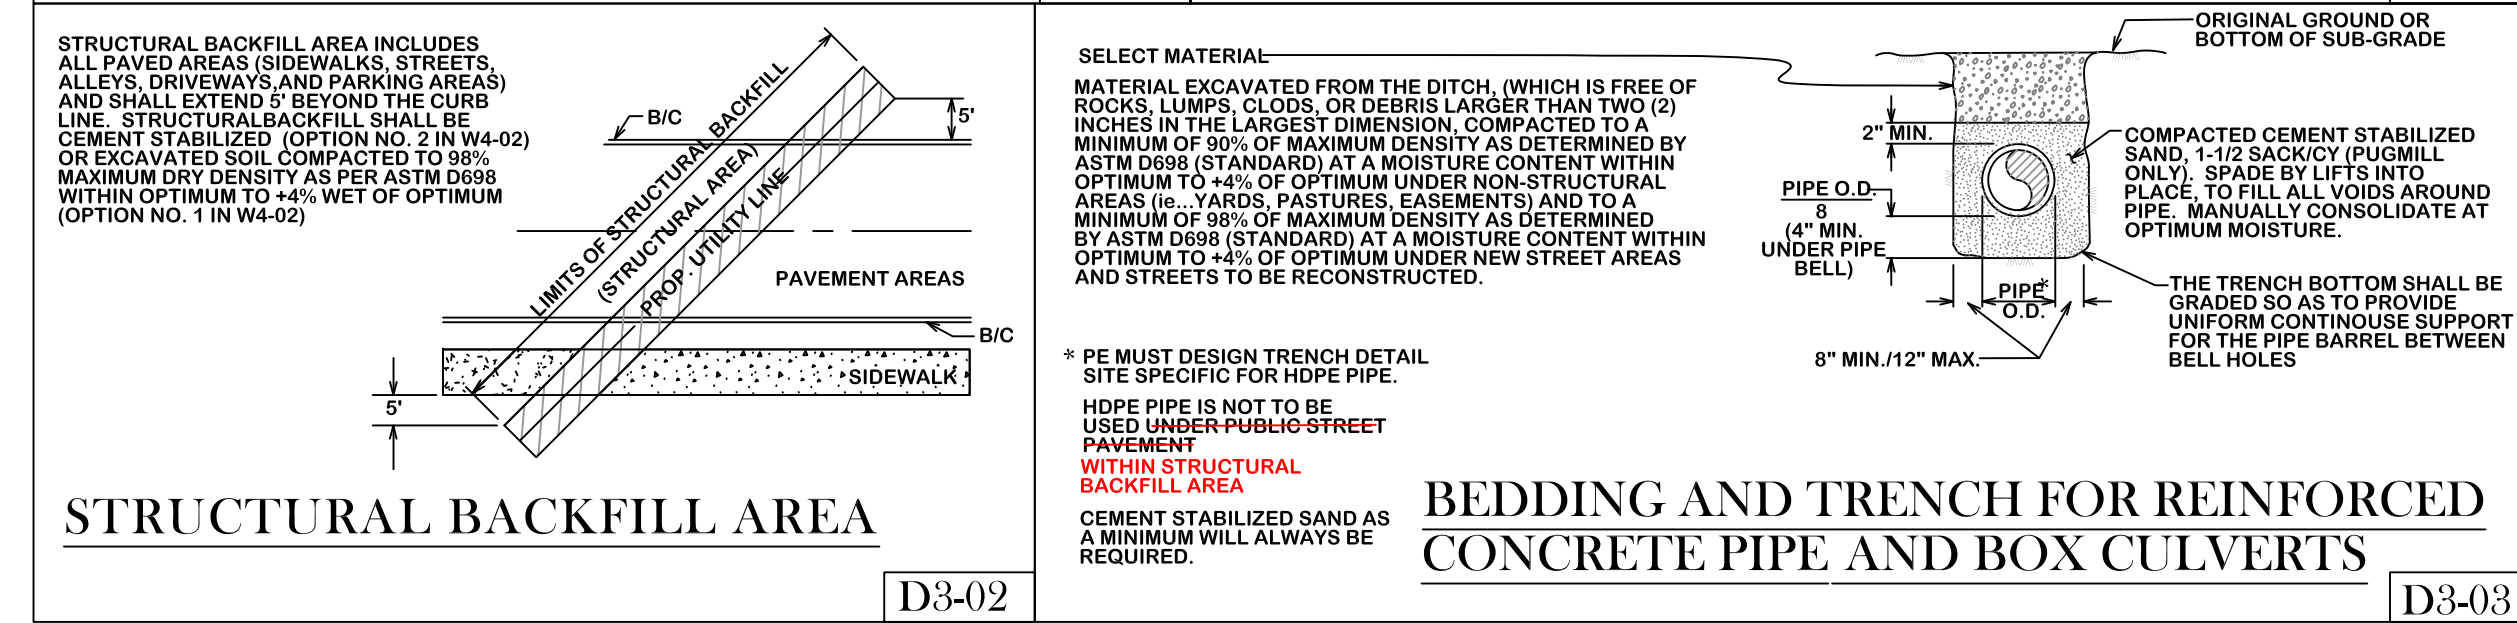 STRUCTURAL BACKFILL AREA INCLUDES
ALL PAVED AREAS (SIDEWALKS, STREETS,
ALLEYS, DRIVEWAYS,AND PARKING AREAS)
AND SHALL EXTEND 5' BEYOND THE CURB
LINE. STRUCTURALBACKFILL SHALL BE
CEMENT STABILIZED (OPTION NO. 2 IN W4-02)
OR EXCAVATED SOIL COMPACTED TO 98%
MAXIMUM DRY DENSITY AS PER ASTM D698
WITHIN OPTIMUM TO +4% WET OF OPTIMUM
(OPTION NO. 1 IN W4-02)
B/C
5'
LIMITS OF STRUCTURAL BACKFILL
(STRUCTURAL AREA)
PROP. UTILITY LINE
PAVEMENT AREAS
B/C
SIDEWALK
5'
STRUCTURAL BACKFILL AREA
D3-02
SELECT MATERIAL
MATERIAL EXCAVATED FROM THE DITCH, (WHICH IS FREE OF
ROCKS, LUMPS, CLODS, OR DEBRIS LARGER THAN TWO (2)
INCHES IN THE LARGEST DIMENSION, COMPACTED TO A
MINIMUM OF 90% OF MAXIMUM DENSITY AS DETERMINED BY
ASTM D698 (STANDARD) AT A MOISTURE CONTENT WITHIN
OPTIMUM TO +4% OF OPTIMUM UNDER NON-STRUCTURAL
AREAS (ie...YARDS, PASTURES, EASEMENTS) AND TO A
MINIMUM OF 98% OF MAXIMUM DENSITY AS DETERMINED
BY ASTM D698 (STANDARD) AT A MOISTURE CONTENT WITHIN
OPTIMUM TO +4% OF OPTIMUM UNDER NEW STREET AREAS
AND STREETS TO BE RECONSTRUCTED.
* PE MUST DESIGN TRENCH DETAIL
SITE SPECIFIC FOR HDPE PIPE.
HDPE PIPE IS NOT TO BE
USED UNDER PUBLIC STREET
PAVEMENT
WITHIN STRUCTURAL
BACKFILL AREA
CEMENT STABILIZED SAND AS
A MINIMUM WILL ALWAYS BE
REQUIRED.
ORIGINAL GROUND OR
BOTTOM OF SUB-GRADE
2" MIN.
PIPE O.D.
8
(4" MIN.
UNDER PIPE
BELL)
COMPACTED CEMENT STABILIZED
SAND, 1-1/2 SACK/CY (PUGMILL
ONLY). SPADE BY LIFTS INTO
PLACE, TO FILL ALL VOIDS AROUND
PIPE. MANUALLY CONSOLIDATE AT
OPTIMUM MOISTURE.
PIPE*
O.D.
8" MIN./12" MAX.
THE TRENCH BOTTOM SHALL BE
GRADED SO AS TO PROVIDE
UNIFORM CONTINOUSE SUPPORT
FOR THE PIPE BARREL BETWEEN
BELL HOLES
BEDDING AND TRENCH FOR REINFORCED
CONCRETE PIPE AND BOX CULVERTS
D3-03